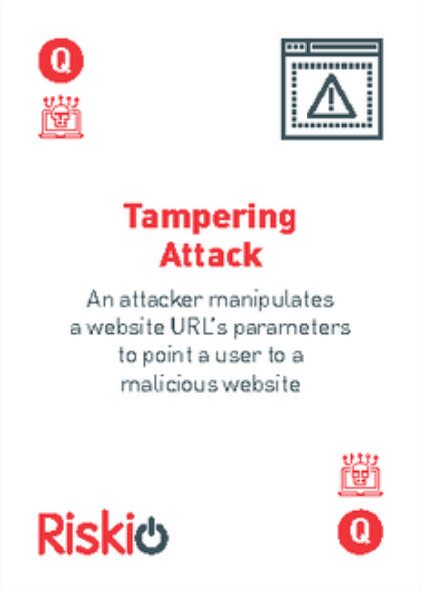 Q
Tampering
Attack
An attacker manipulates
a website URL's parameters
to point a user to a
malicious website
Riskio
Q